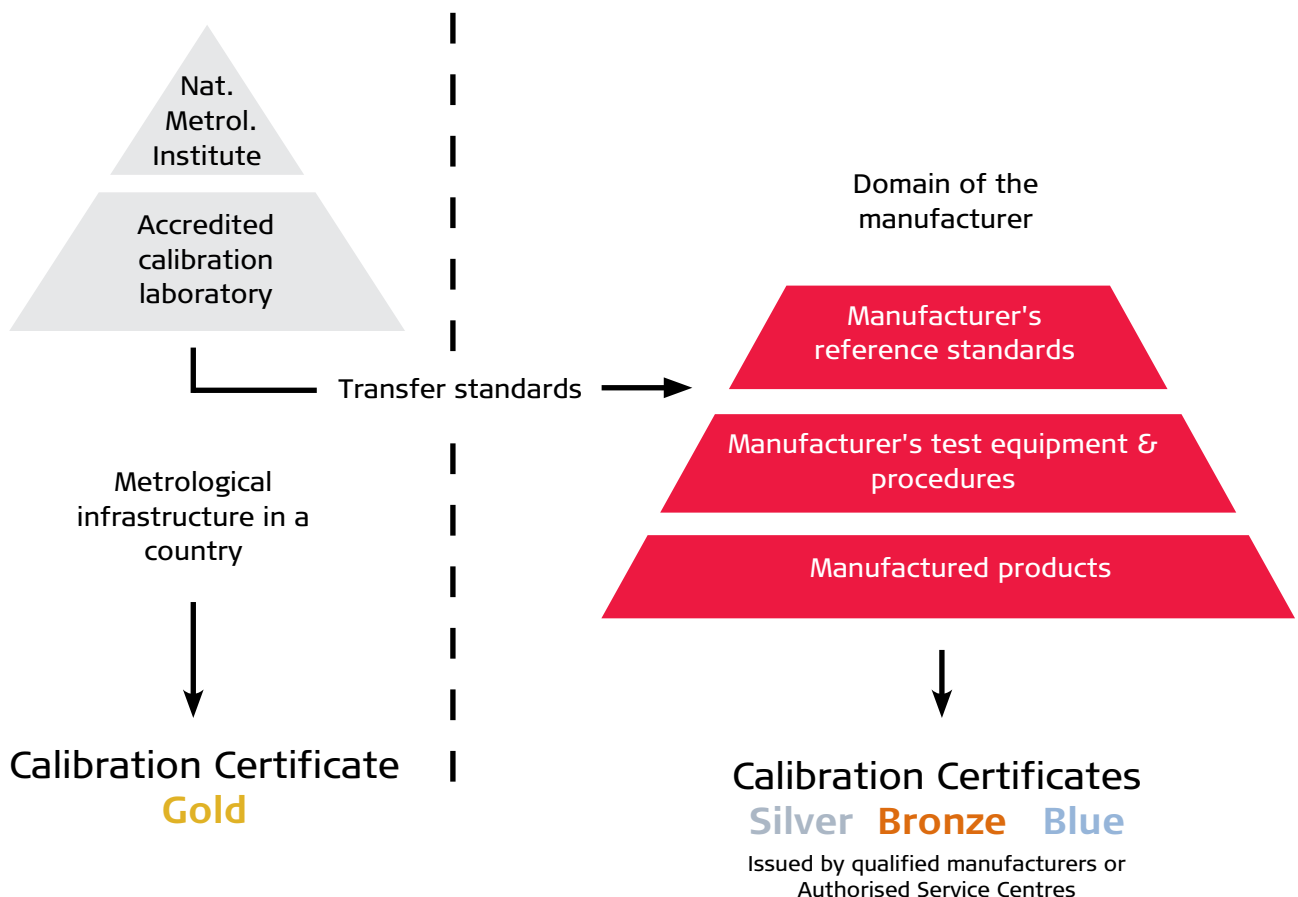 Nat.
Metrol.
Institute
Accredited
calibration
laboratory
Domain of the
manufacturer
Manufacturer's
reference standards
Transfer standards
Manufacturer's test equipment &
procedures
Metrological
infrastructure in a
country
Manufactured products
Calibration Certificate
Gold
Calibration Certificates
Silver Bronze Blue
Issued by qualified manufacturers or
Authorised Service Centres